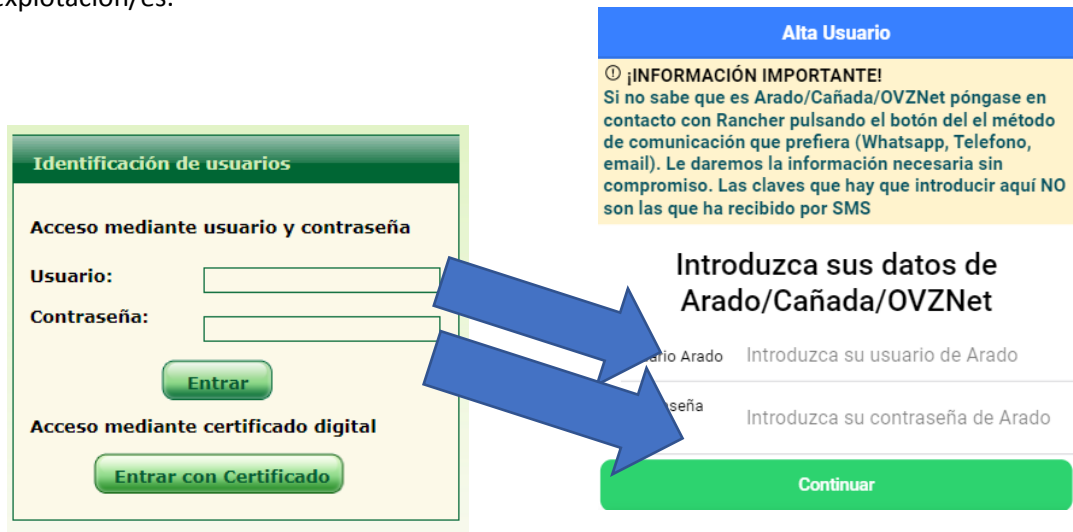 explotación/es.
Identificación de usuarios
Acceso mediante usuario y contraseña
Usuario:
Contraseña:
Entrar
Acceso mediante certificado digital
Entrar con Certificado
Alta Usuario
¡INFORMACIÓN IMPORTANTE!
Si no sabe que es Arado/Cañada/OVZNet póngase en
contacto con Rancher pulsando el botón del el método
de comunicación que prefiera (Whatsapp, Telefono,
email). Le daremos la información necesaria sin
compromiso. Las claves que hay que introducir aquí NO
son las que ha recibido por SMS
Introduzca sus datos de
Arado/Cañada/OVZNet
Arado Introduzca su usuario de Arado
Introduzca su contraseña de Arado
Continuar